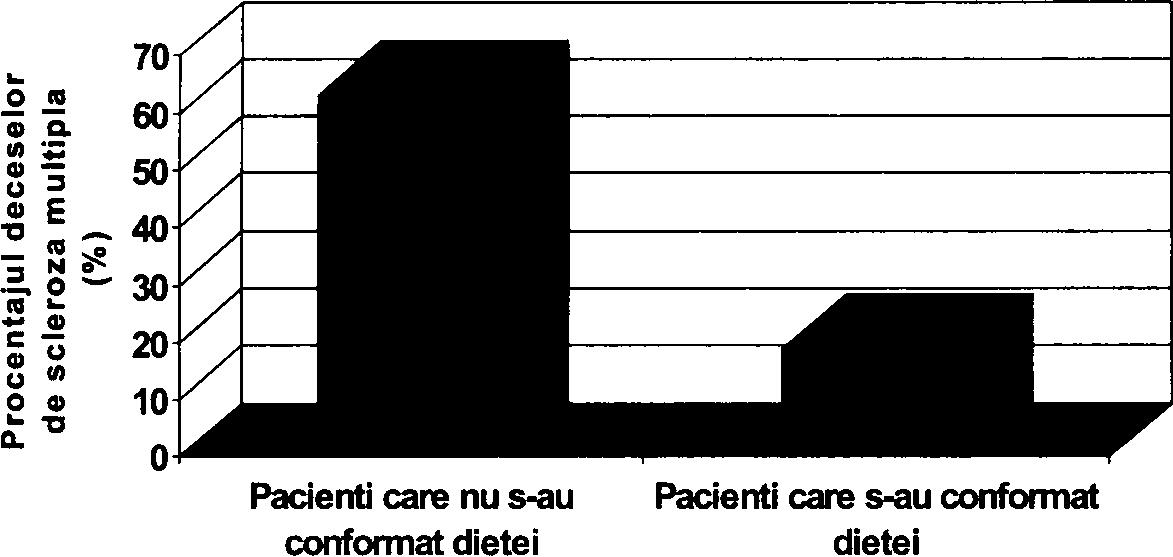 Procentajul deceselor
de scleroza multipla
(%)
70
60
50
40
30
20
10
0
Pacienti care nu s-au
conformat dietei
Pacienti care s-au conformat
dietei